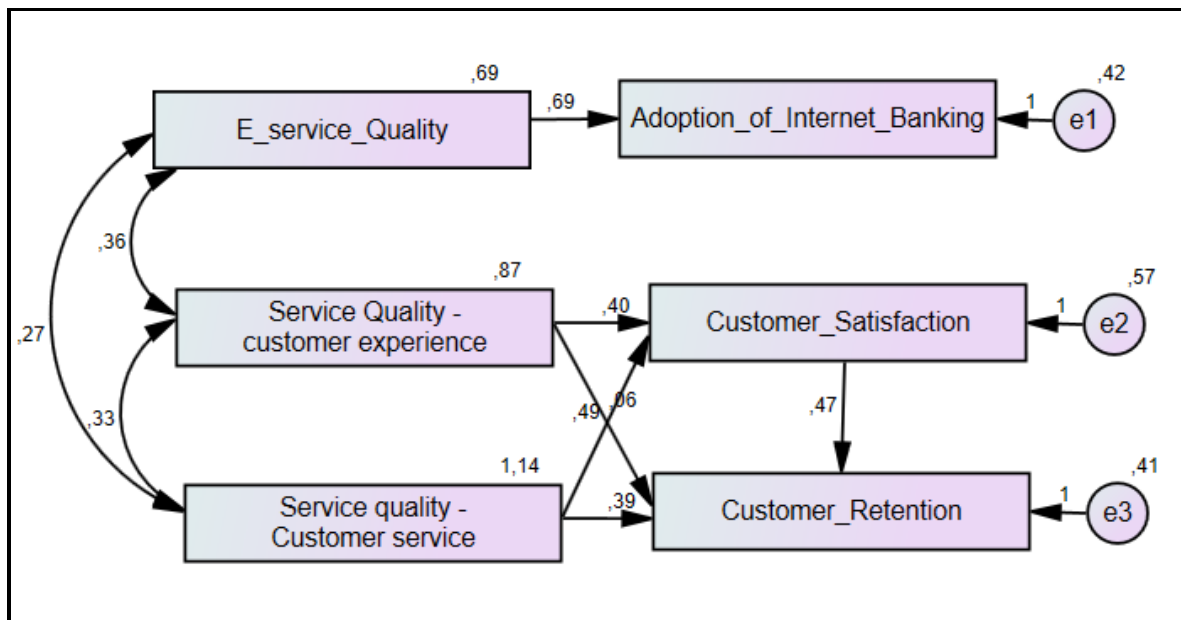 ,69
,42
E_service_Quality
,69
Adoption_of_Internet_Banking
1
e1
,36
,87
,57
Service Quality -
customer experience
,40
Customer_Satisfaction
1
e2
,27
,33
,49
,06
,47
1,14
,41
Service quality -
Customer service
,39
Customer_Retention
1
e3